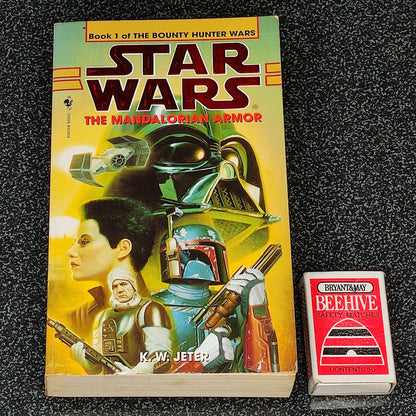 Book 1 of THE BOUNTY HUNTER WARS
STAR
WARS®
THE MANDALORIAN ARMOR
K. W. JETER
BRYANT&MAY
BEEHIVE
SAFETY MATCHES
CONTENTS 50